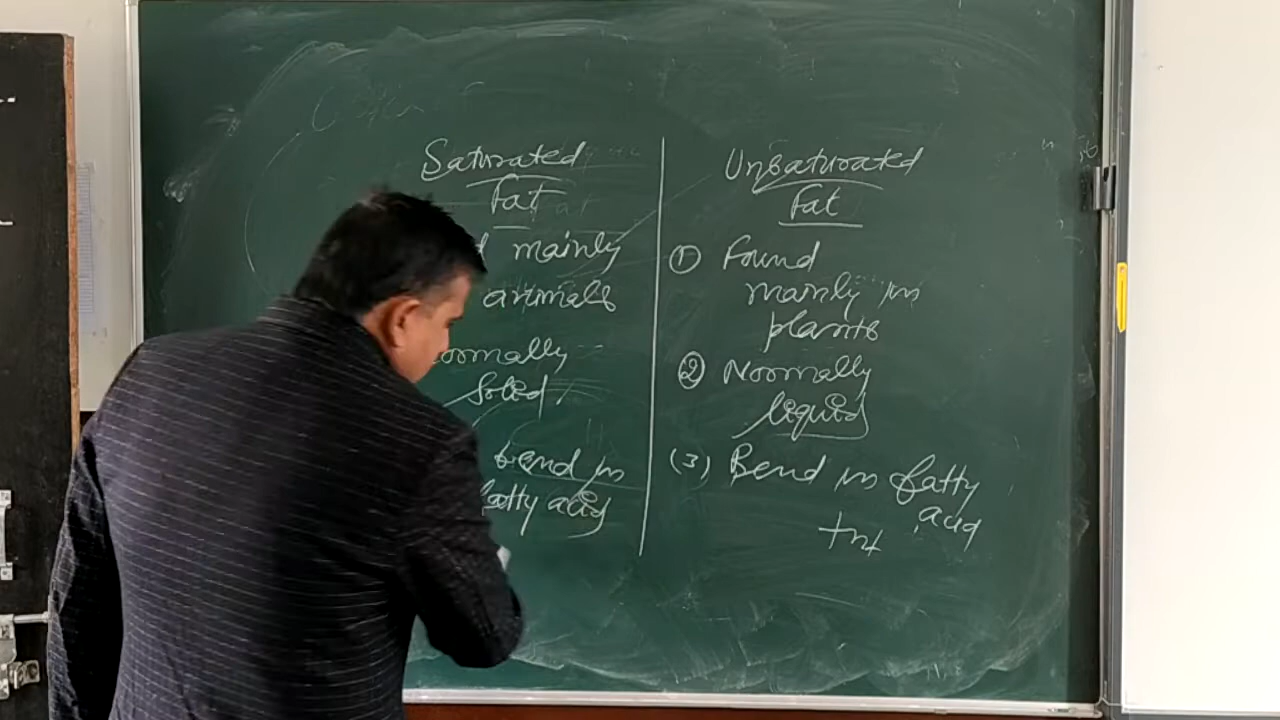 Saturated
Fat
mainly
animals
ormally
Solid
bend in
fatty acid
Unsaturated
Fat
① Found
mainly in
plants
② Normally
liquid
(3) Bend in fatty
acid